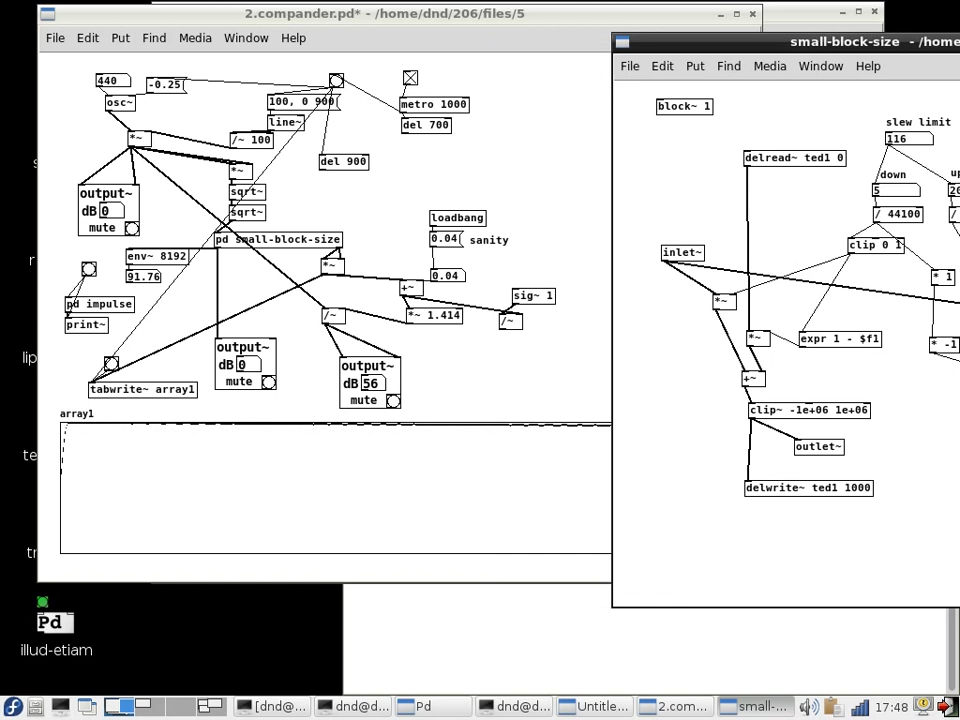 2.compander.pd* - /home/dnd/206/files/5
File Edit Put Find Media Window Help
440
-0.25
osc~
100, 0 900
line~
metro 1000
del 700
*~
/~ 100
del 900
*~
sqrt~
sqrt~
output~
dB 0
mute
pd small-block-size
loadbang
0.04
sanity
0.04
env~ 8192
91.76
*~
+~
sig~ 1
pd impulse
print~
/~
*~ 1.414
/~
output~
dB 0
mute
output~
dB 56
mute
tabwrite~ array1
array1
small-block-size - /home
File Edit Put Find Media Window Help
block~ 1
slew limit
116
delread~ ted1 0
down
5
/ 44100
inlet~
clip 0 1
* 1
*~
*~
expr 1 - $f1
* -1
+~
clip~ -1e+06 1e+06
outlet~
delwrite~ ted1 1000
Pd
illud-etiam
[dnd@...
dnd@d...
Pd
dnd@d...
Untitle...
2.com...
small-...
17:48